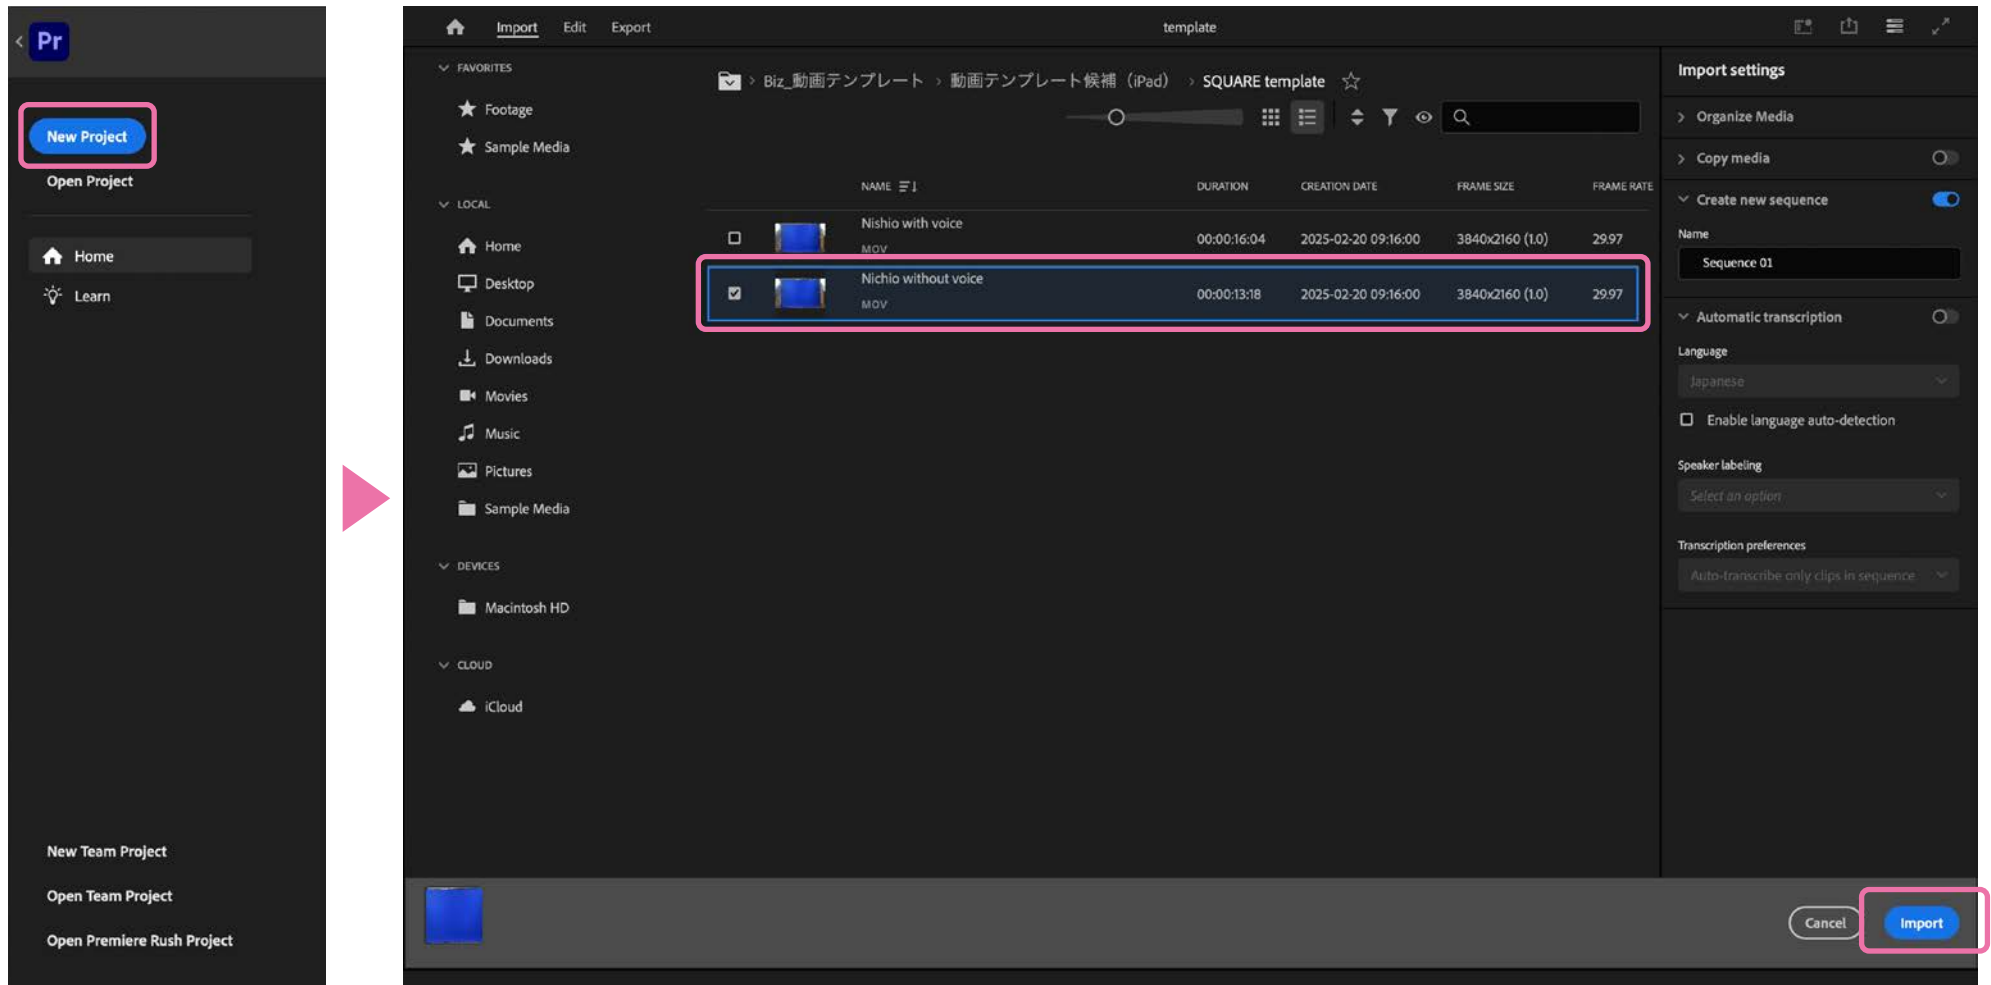 Pr
New Project
Open Project
Home
Learn
New Team Project
Open Team Project
Open Premiere Rush Project
Import Edit Export
template
FAVORITES
Footage
Sample Media
LOCAL
Home
Desktop
Documents
Downloads
Movies
Music
Pictures
Sample Media
DEVICES
Macintosh HD
CLOUD
iCloud
Biz_動画テンプレート › 動画テンプレート候補（iPad） › SQUARE template
NAME DURATION CREATION DATE FRAME SIZE FRAME RATE
Nishio with voice
MOV
00:00:16:04 2025-02-20 09:16:00 3840x2160 (1.0) 29.97
Nichio without voice
MOV
00:00:13:18 2025-02-20 09:16:00 3840x2160 (1.0) 29.97
Import settings
Organize Media
Copy media
Create new sequence
Name
Sequence 01
Automatic transcription
Language
Japanese
Enable language auto-detection
Speaker labeling
Select an option
Transcription preferences
Auto-transcribe only clips in sequence
Cancel
Import